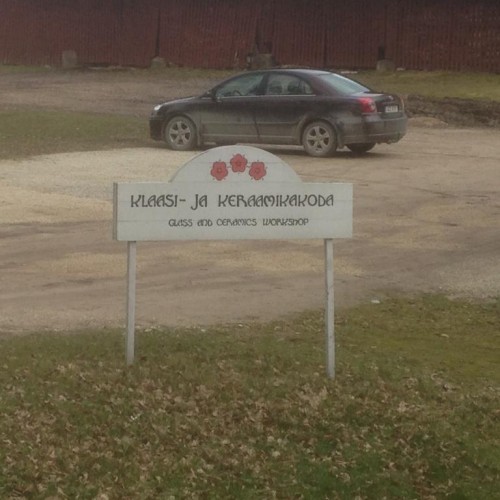 KLAASI- JA KERAAMIKAKODA
GLASS AND CERAMICS WORKSHOP